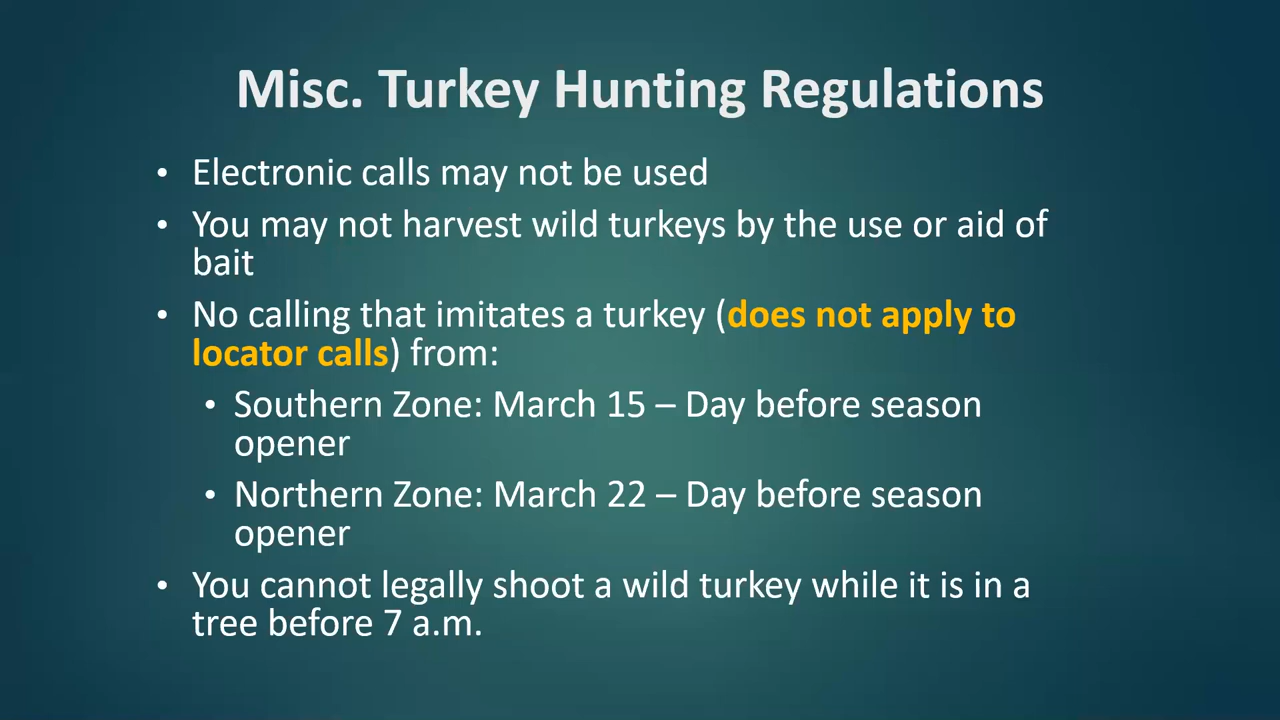 Misc. Turkey Hunting Regulations
• Electronic calls may not be used
• You may not harvest wild turkeys by the use or aid of
bait
• No calling that imitates a turkey (does not apply to
locator calls) from:
• Southern Zone: March 15 – Day before season
opener
• Northern Zone: March 22 – Day before season
opener
• You cannot legally shoot a wild turkey while it is in a
tree before 7 a.m.